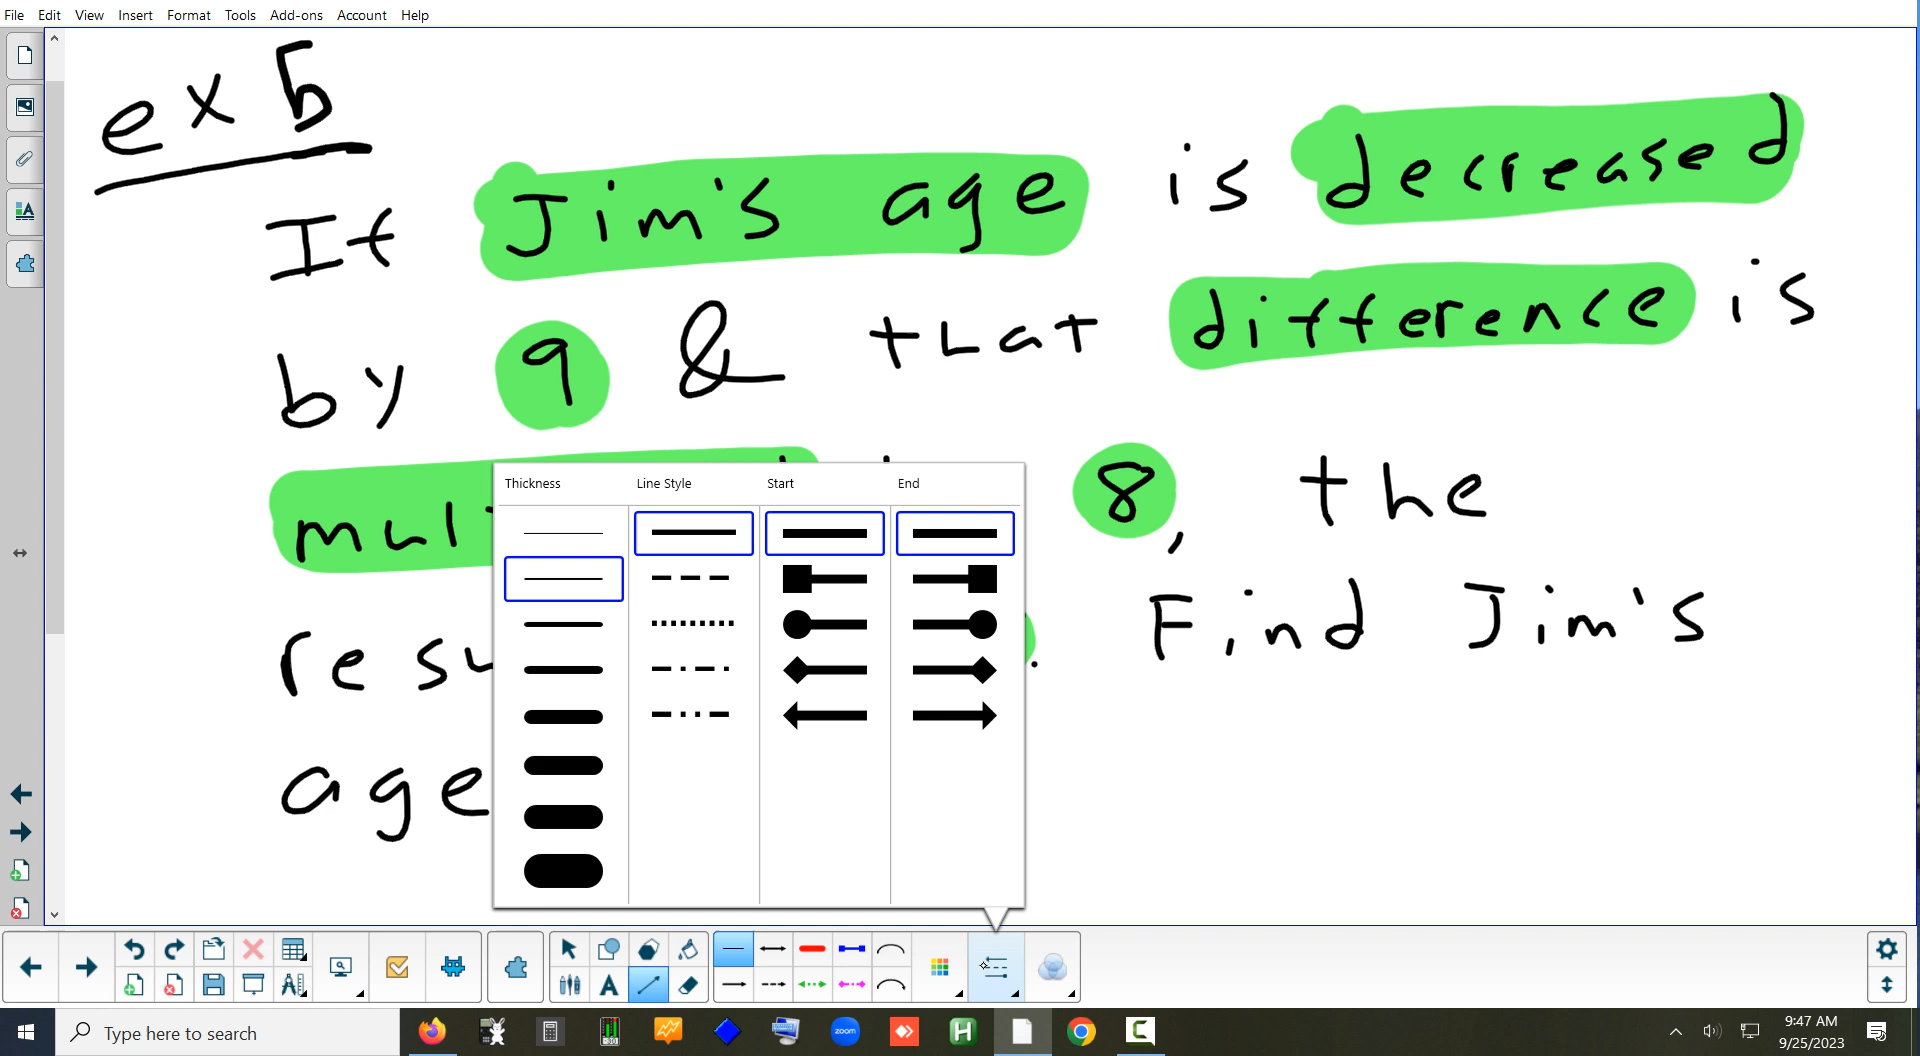 File Edit View Insert Format Tools Add-ons Account Help
ex 5
If Jim's age is decreased
by 9 & that difference is
8, the
Find Jim's
age
Thickness Line Style Start End
Type here to search
zoom
9:47 AM
9/25/2023